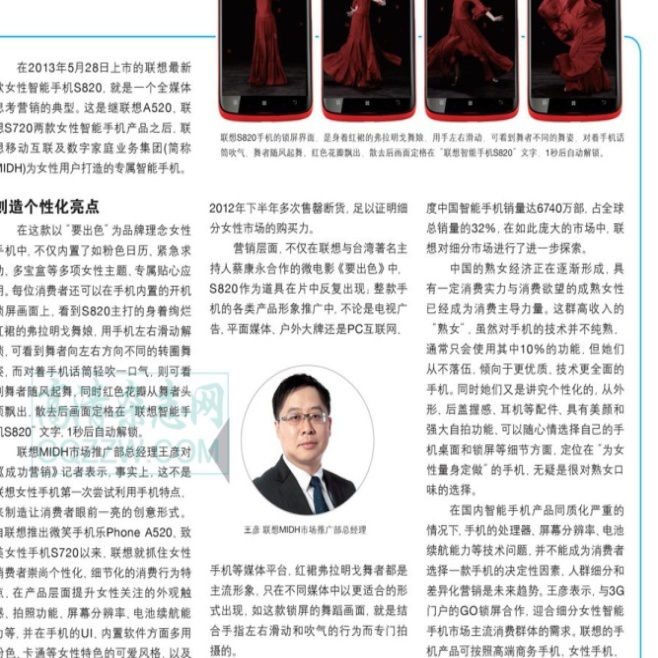 联想S820手机的锁屏界面，是身着红裙的弗拉明戈舞娘，用手左右滑动，可看到舞者不同的舞姿，对着手机话
筒吹气，舞者随风起舞，红色花瓣飘出，散去后画面定格在“联想智能手机S820”文字，1秒后自动解锁。
在2013年5月28日上市的联想最新
款女性智能手机S820，就是一个全媒体
思考营销的典型。这是继联想A520、联
想S720两款女性智能手机产品之后，联
想移动互联及数字家庭业务集团(简称
MIDH)为女性用户打造的专属智能手机。
创造个性化亮点
在这款以“要出色”为品牌理念女性
手机中，不仅内置了如粉色日历、紧急求
助、多宝盒等多项女性主题、专属贴心应
用。每位消费者还可以在手机内置的开机
锁屏画面上，看到S820主打的身着绚烂
红裙的弗拉明戈舞娘，用手机左右滑动解
锁，可看到舞者向左右方向不同的转圈舞
姿，而对着手机话筒轻吹一口气，则可看
到舞者随风起舞，同时红色花瓣从舞者头
顶飘出，散去后画面定格在“联想智能手
机S820”文字，1秒后自动解锁。
联想MIDH市场推广部总经理王彦对
《成功营销》记者表示，事实上，这不是
联想女性手机第一次尝试利用手机特点，
来制造让消费者眼前一亮的创意形式。
自联想推出微笑手机乐Phone A520、致
美女性手机S720以来，联想就抓住女性
消费者崇尚个性化、细节化的消费行为特
点，在产品层面提升女性关注的外观触
感、拍照功能、屏幕分辨率、电池续航能
力等，并在手机的UI、内置软件方面多用
粉色、卡通等女性特色的可爱风格，以及
2012年下半年多次售罄断货，足以证明细
分女性市场的购买力。
营销层面，不仅在联想与台湾著名主
持人蔡康永合作的微电影《要出色》中，
S820作为道具在片中反复出现，整款手
机的各类产品形象推广中，不论是电视广
告、平面媒体、户外大牌还是PC互联网、
王彦 联想MIDH市场推广部总经理
手机等媒体平台，红裙弗拉明戈舞者都是
主流形象，只在不同媒体中以更适合的形
式出现，如这款锁屏的舞蹈画面，就是结
合手指左右滑动和吹气的行为而专门拍
摄的。
度中国智能手机销量达6740万部，占全球
总销量的32%，在如此庞大的市场中，联
想对细分市场进行了进一步探索。
中国的熟女经济正在逐渐形成，具
有一定消费实力与消费欲望的成熟女性
已经成为消费主导力量。这群高收入的
“熟女”，虽然对手机的技术并不纯熟，
通常只会使用其中10%的功能，但她们
从不落伍，倾向于更优质、技术更全面的
手机。同时她们又是讲究个性化的，从外
形、后盖握感、耳机等配件、具有美颜和
强大自拍功能、可以随心情选择自己的手
机桌面和锁屏等细节方面，定位在“为女
性量身定做”的手机，无疑是很对熟女口
味的选择。
在国内智能手机产品同质化严重的
情况下，手机的处理器、屏幕分辨率、电池
续航能力等技术问题，并不能成为消费者
选择一款手机的决定性因素，人群细分和
差异化营销是未来趋势。王彦表示，与3G
门户的GO锁屏合作，迎合细分女性智能
手机市场主流消费群体的需求。联想的手
机产品可按照高端商务手机、女性手机、